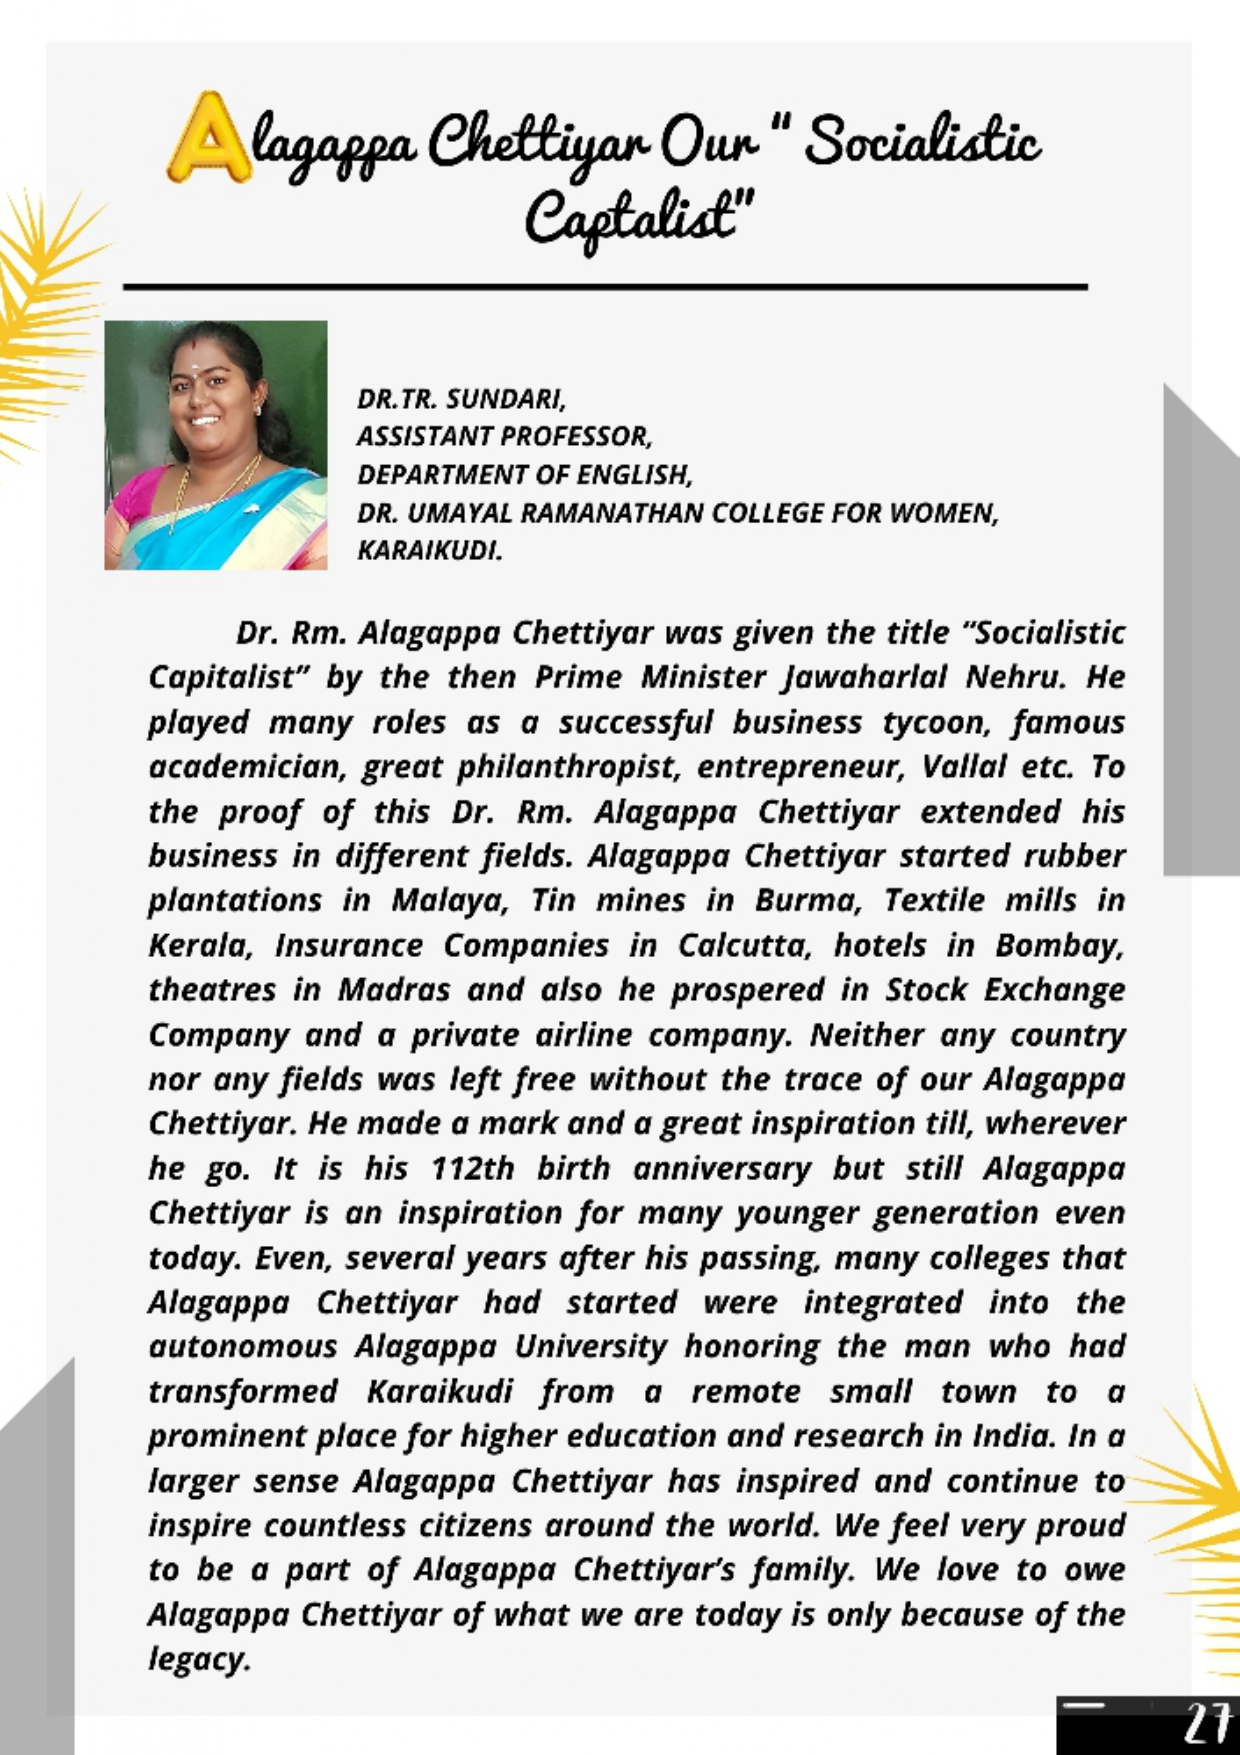 Alagappa Chettiyar Our " Socialistic
Captalist"
DR.TR. SUNDARI,
ASSISTANT PROFESSOR,
DEPARTMENT OF ENGLISH,
DR. UMAYAL RAMANATHAN COLLEGE FOR WOMEN,
KARAIKUDI.
Dr. Rm. Alagappa Chettiyar was given the title “Socialistic
Capitalist” by the then Prime Minister Jawaharlal Nehru. He
played many roles as a successful business tycoon, famous
academician, great philanthropist, entrepreneur, Vallal etc. To
the proof of this Dr. Rm. Alagappa Chettiyar extended his
business in different fields. Alagappa Chettiyar started rubber
plantations in Malaya, Tin mines in Burma, Textile mills in
Kerala, Insurance Companies in Calcutta, hotels in Bombay,
theatres in Madras and also he prospered in Stock Exchange
Company and a private airline company. Neither any country
nor any fields was left free without the trace of our Alagappa
Chettiyar. He made a mark and a great inspiration till, wherever
he go. It is his 112th birth anniversary but still Alagappa
Chettiyar is an inspiration for many younger generation even
today. Even, several years after his passing, many colleges that
Alagappa Chettiyar had started were integrated into the
autonomous Alagappa University honoring the man who had
transformed Karaikudi from a remote small town to a
prominent place for higher education and research in India. In a
larger sense Alagappa Chettiyar has inspired and continue to
inspire countless citizens around the world. We feel very proud
to be a part of Alagappa Chettiyar’s family. We love to owe
Alagappa Chettiyar of what we are today is only because of the
legacy.
27